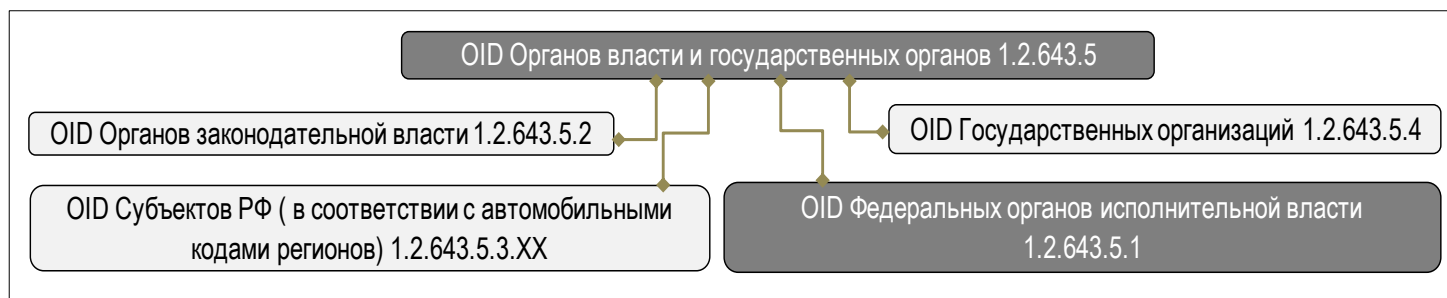 OID Органов власти и государственных органов 1.2.643.5
OID Органов законодательной власти 1.2.643.5.2
OID Государственных организаций 1.2.643.5.4
OID Субъектов РФ ( в соответствии с автомобильными
кодами регионов) 1.2.643.5.3.XX
OID Федеральных органов исполнительной власти
1.2.643.5.1